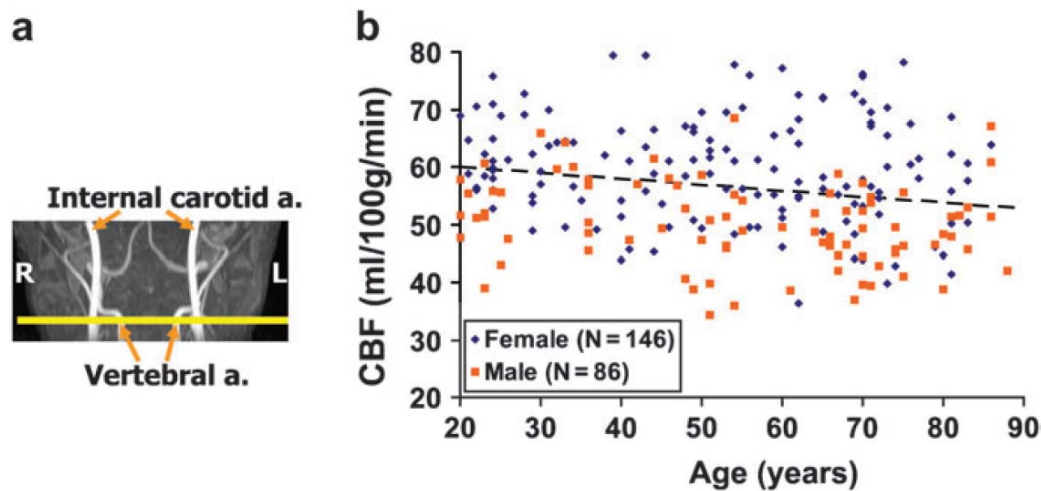 a
Internal carotid a.
R
L
Vertebral a.
b
CBF (ml/100g/min)
80
70
60
50
40
30
20
Female (N = 146)
Male (N = 86)
20 30 40 50 60 70 80 90
Age (years)